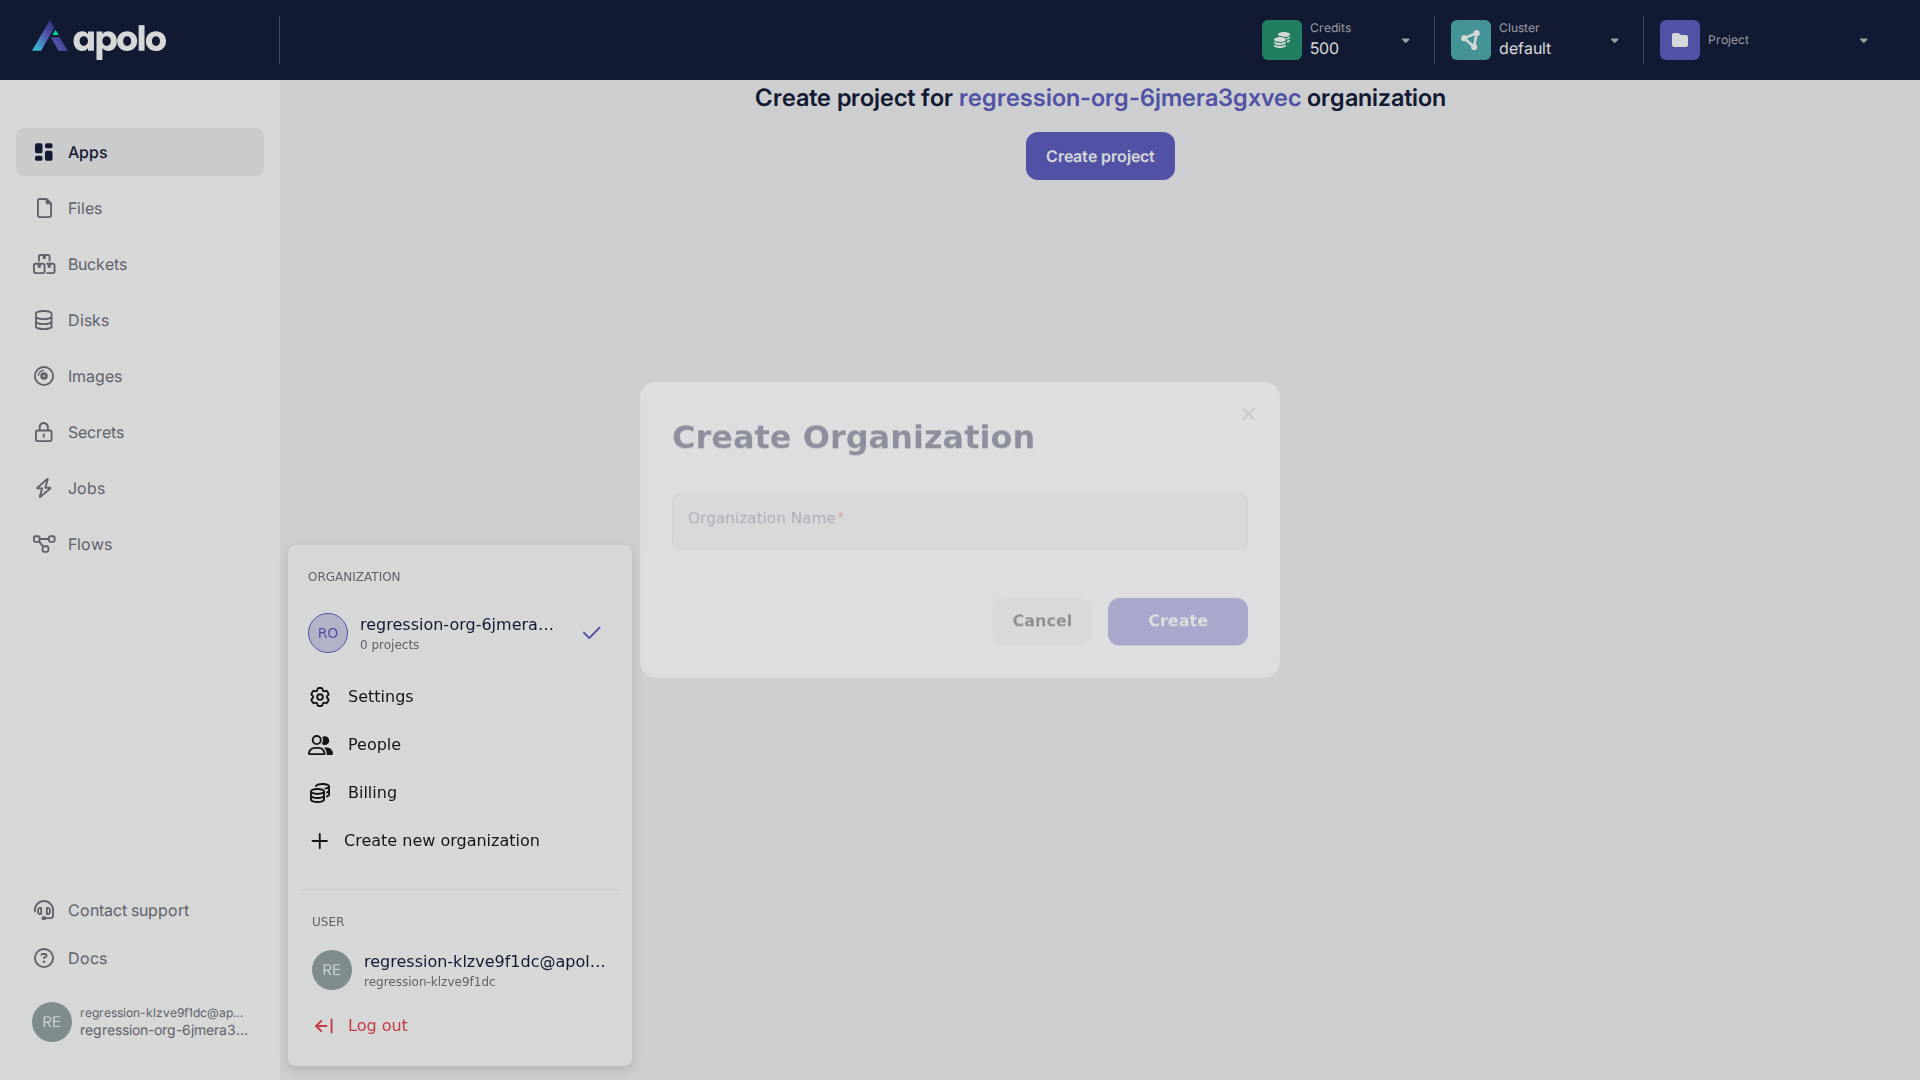 apolo
Credits
500
Cluster
default
Project
Create project for regression-org-6jmera3gxvec organization
Create project
Apps
Files
Buckets
Disks
Images
Secrets
Jobs
Flows
Contact support
Docs
RE
regression-klzve9f1dc@ap...
regression-org-6jmera3...
ORGANIZATION
RO
regression-org-6jmera...
0 projects
Settings
People
Billing
Create new organization
USER
RE
regression-klzve9f1dc@apol...
regression-klzve9f1dc
Log out
Create Organization
Organization Name*
Cancel
Create